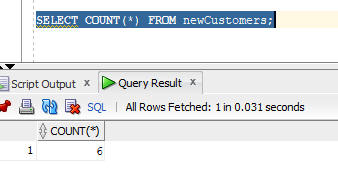 SELECT COUNT(*) FROM newCustomers;
Script Output x Query Result x
SQL | All Rows Fetched: 1 in 0.031 seconds
COUNT(*)
1 6